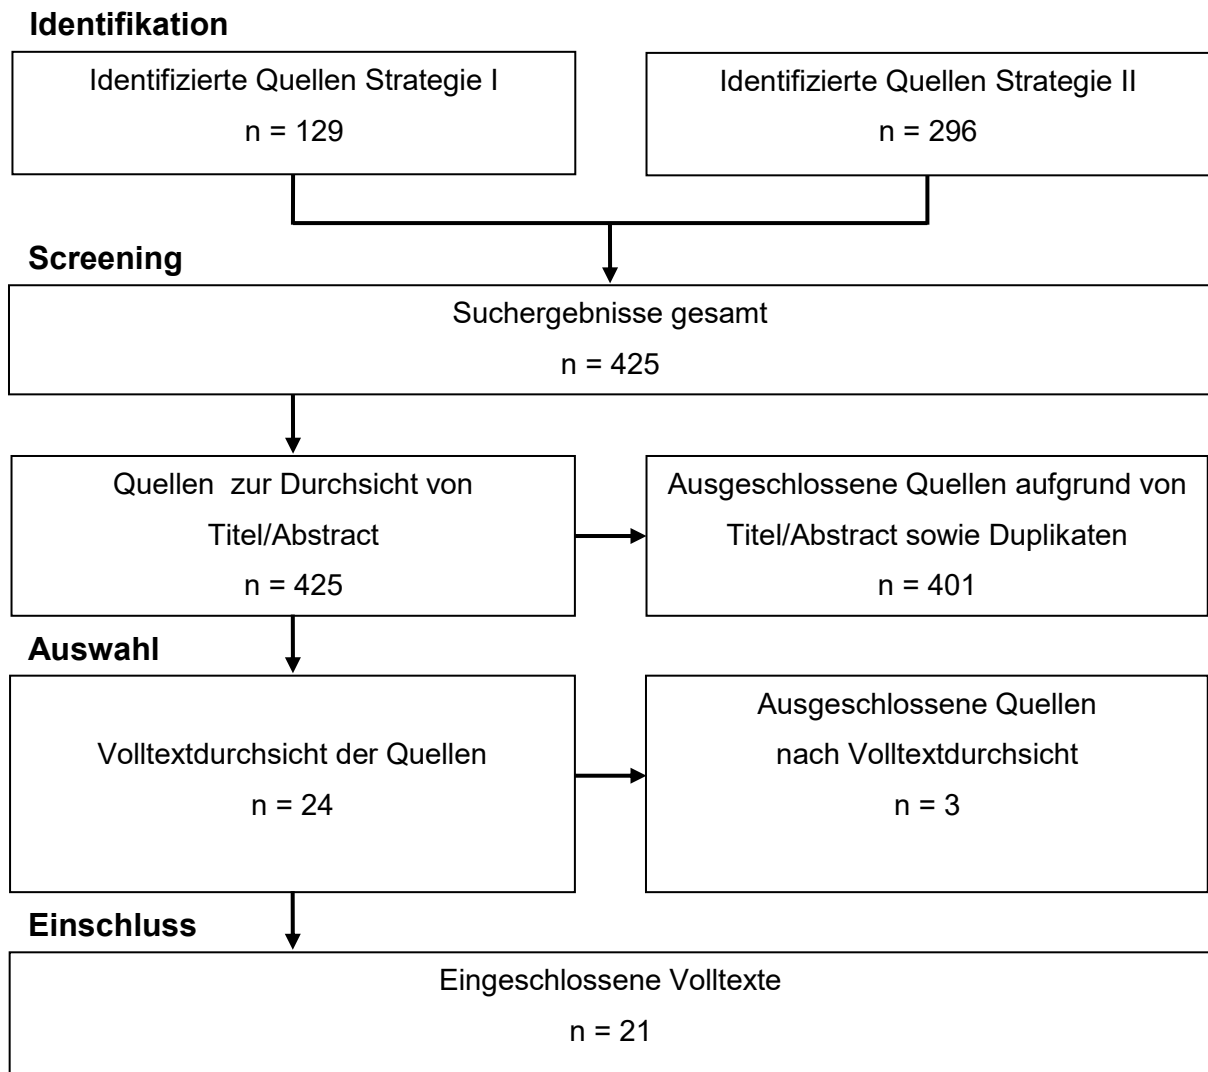 Identifikation
Identifizierte Quellen Strategie I
n = 129
Identifizierte Quellen Strategie II
n = 296
Screening
Suchergebnisse gesamt
n = 425
Quellen  zur Durchsicht von
Titel/Abstract
n = 425
Ausgeschlossene Quellen aufgrund von
Titel/Abstract sowie Duplikaten
n = 401
Auswahl
Volltextdurchsicht der Quellen
n = 24
Ausgeschlossene Quellen
nach Volltextdurchsicht
n = 3
Einschluss
Eingeschlossene Volltexte
n = 21